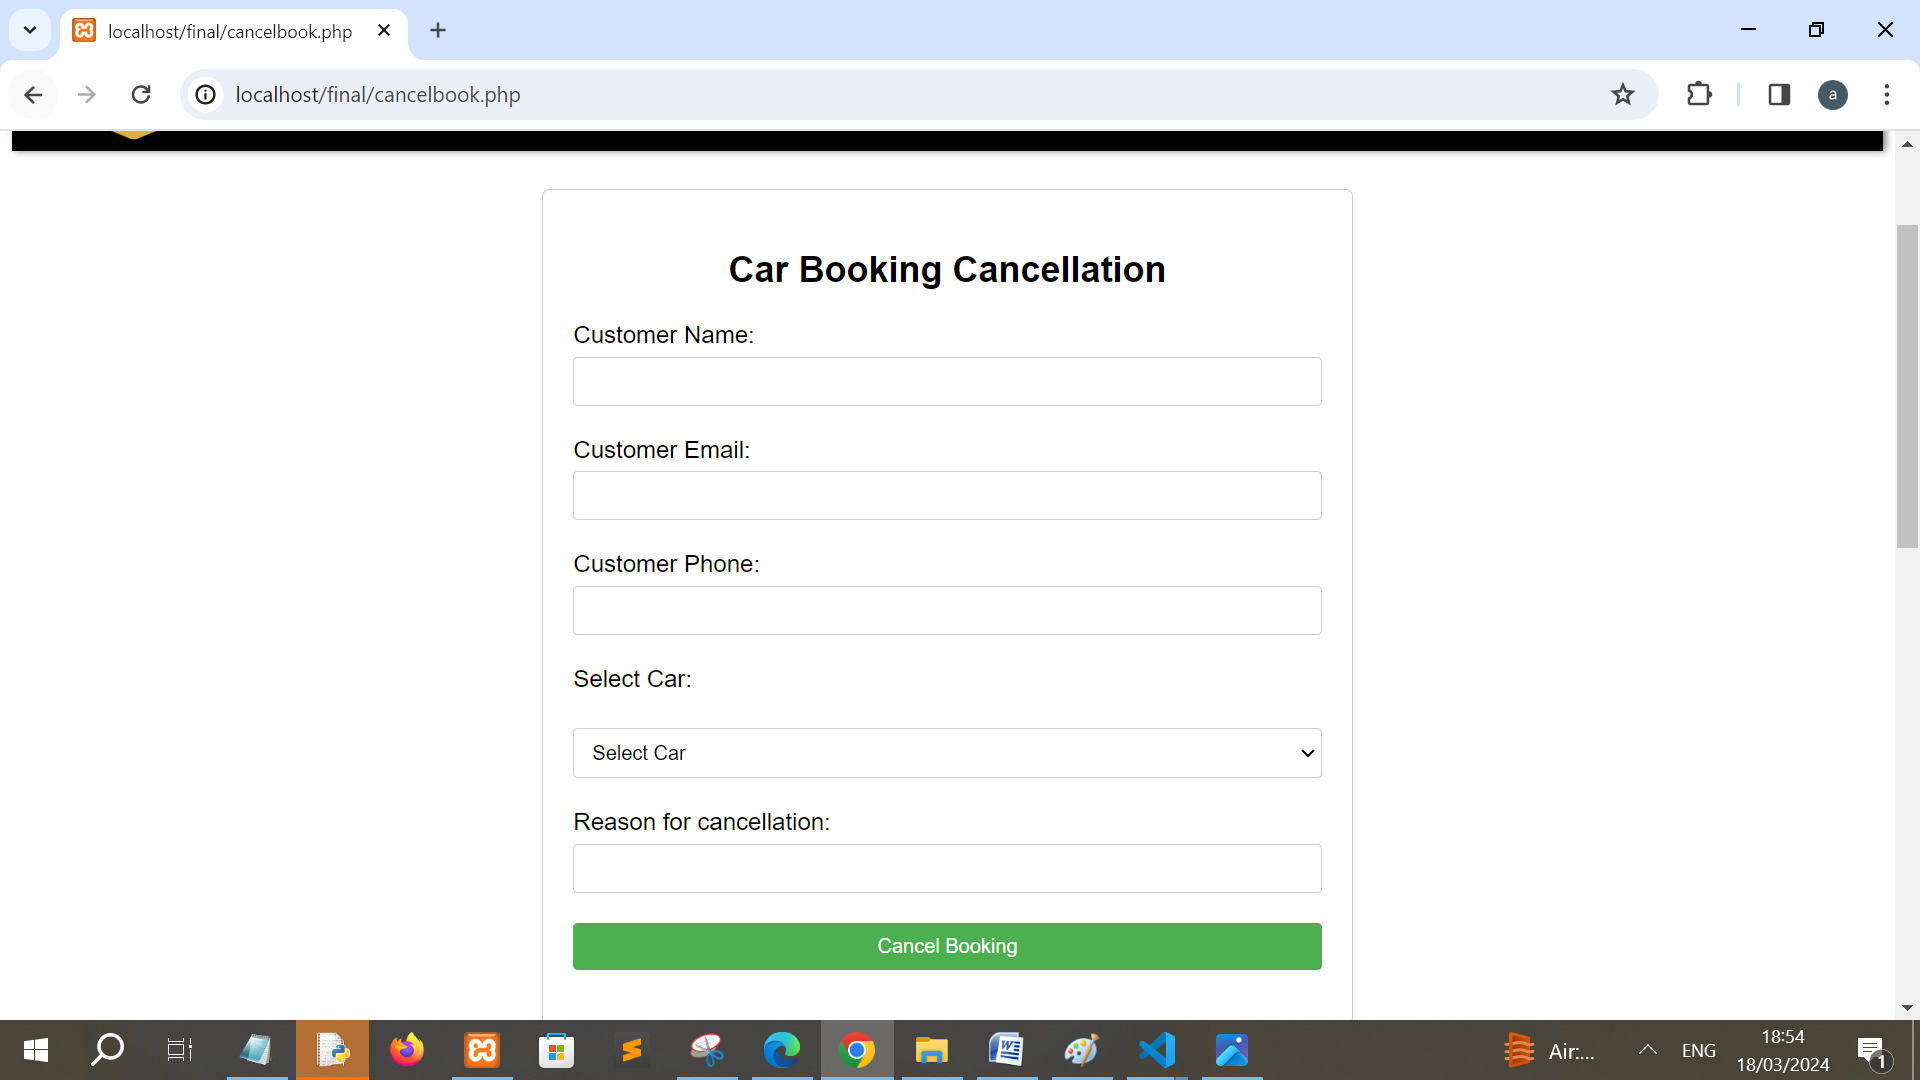 localhost/final/cancelbook.php
localhost/final/cancelbook.php
a
Car Booking Cancellation
Customer Name:
Customer Email:
Customer Phone:
Select Car:
Select Car
Reason for cancellation:
Cancel Booking
Air:...
ENG
18:54
18/03/2024
1